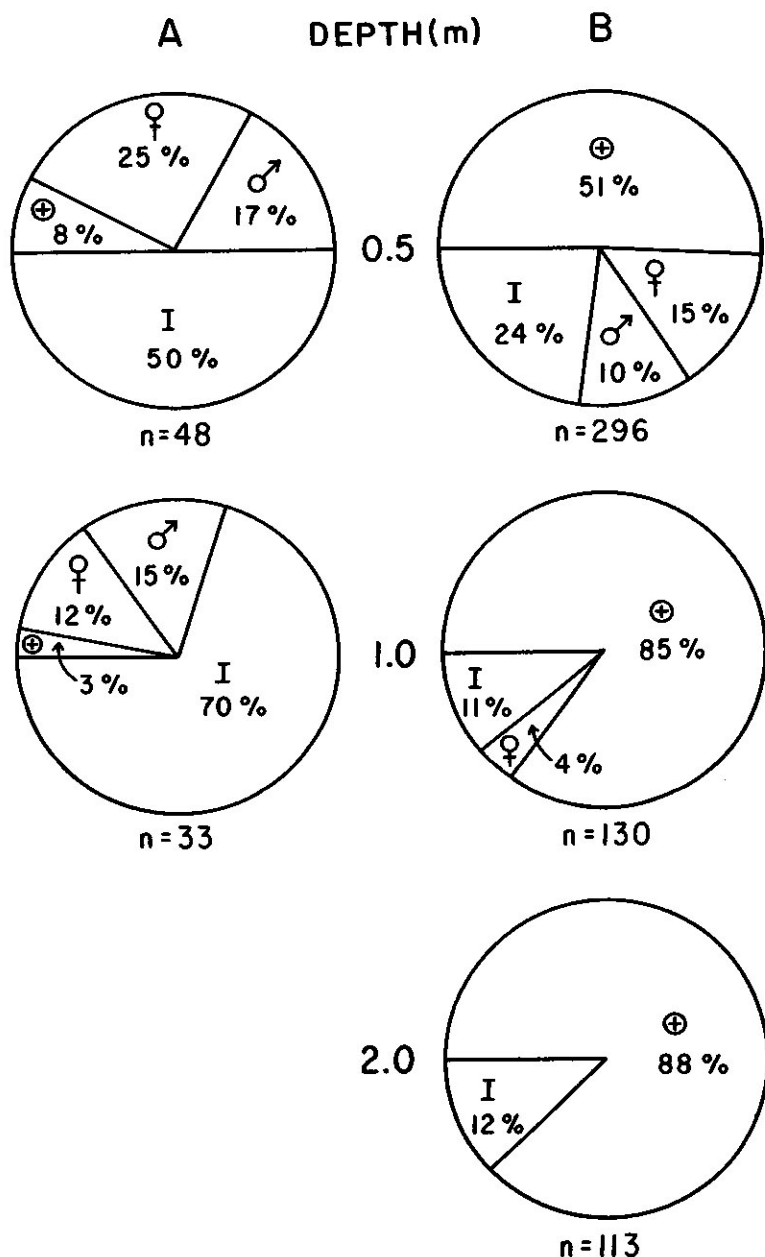 A DEPTH(m) B
♀
25 %
♂
17 %
⊕
8 %
I
50 %
n=48
0.5
⊕
51 %
♀
15 %
I
24 %
♂
10 %
n=296
♂
15 %
♀
12 %
⊕
3 %
I
70 %
n=33
1.0
⊕
85 %
I
11 %
♀
4 %
n=130
2.0
⊕
88 %
I
12 %
n=113